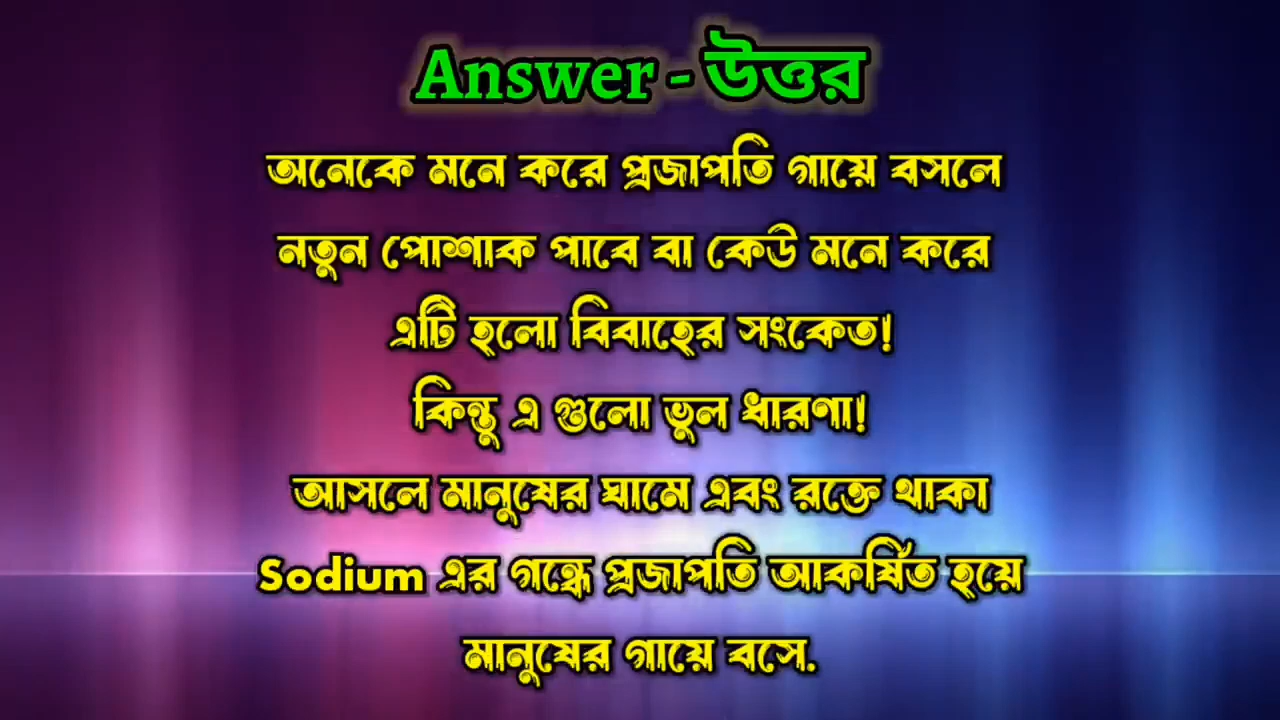 Answer - উত্তর
অনেকে মনে করে প্রজাপতি গায়ে বসলে
নতুন পোশাক পাবে বা কেউ মনে করে
এটি হলো বিবাহের সংকেত!
কিন্তু এ গুলো ভুল ধারণা!
আসলে মানুষের ঘামে এবং রক্তে থাকা
Sodium এর গন্ধে প্রজাপতি আকর্ষিত হয়ে
মানুষের গায়ে বসে.